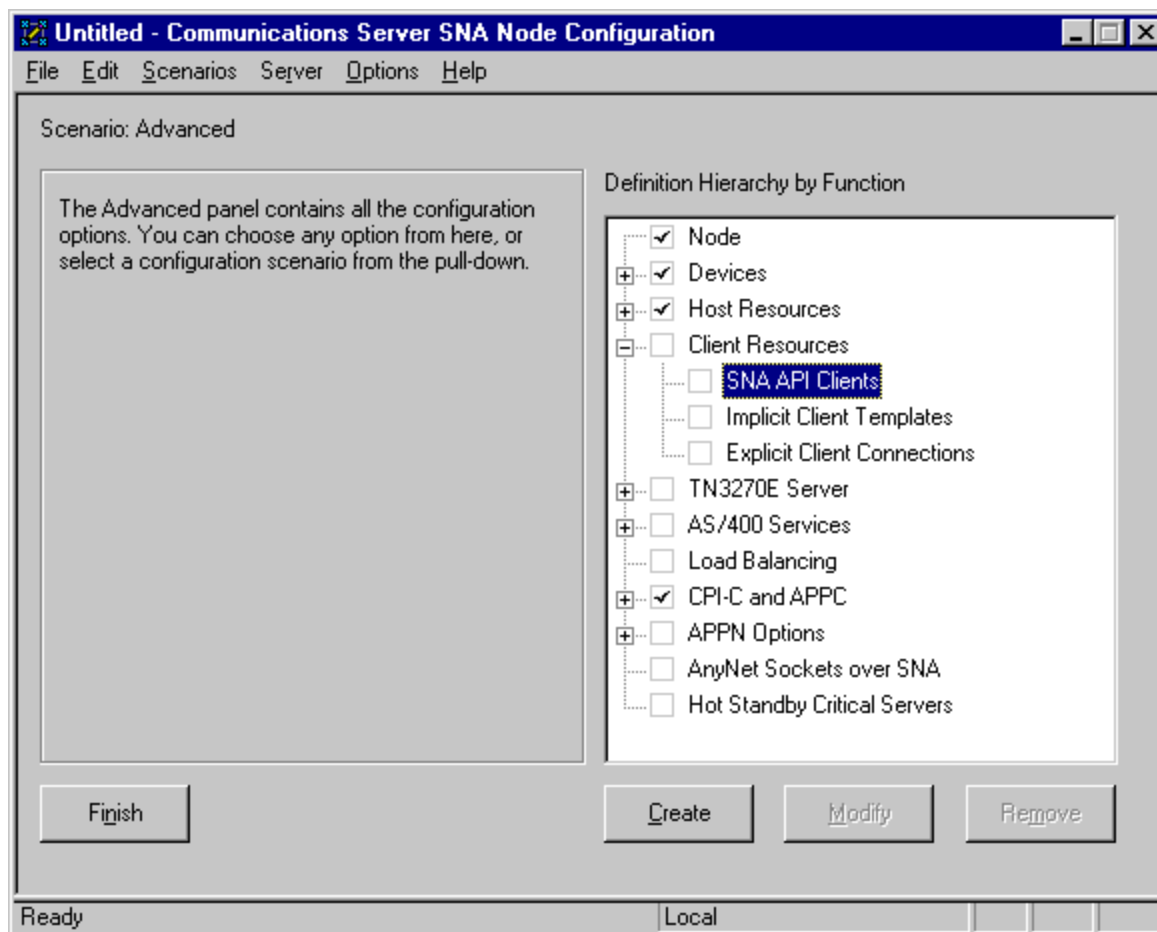 Untitled - Communications Server SNA Node Configuration
File Edit Scenarios Server Options Help
Scenario: Advanced
The Advanced panel contains all the configuration
options. You can choose any option from here, or
select a configuration scenario from the pull-down.
Definition Hierarchy by Function
Node
Devices
Host Resources
Client Resources
SNA API Clients
Implicit Client Templates
Explicit Client Connections
TN3270E Server
AS/400 Services
Load Balancing
CPI-C and APPC
APPN Options
AnyNet Sockets over SNA
Hot Standby Critical Servers
Finish
Create
Modify
Remove
Ready
Local